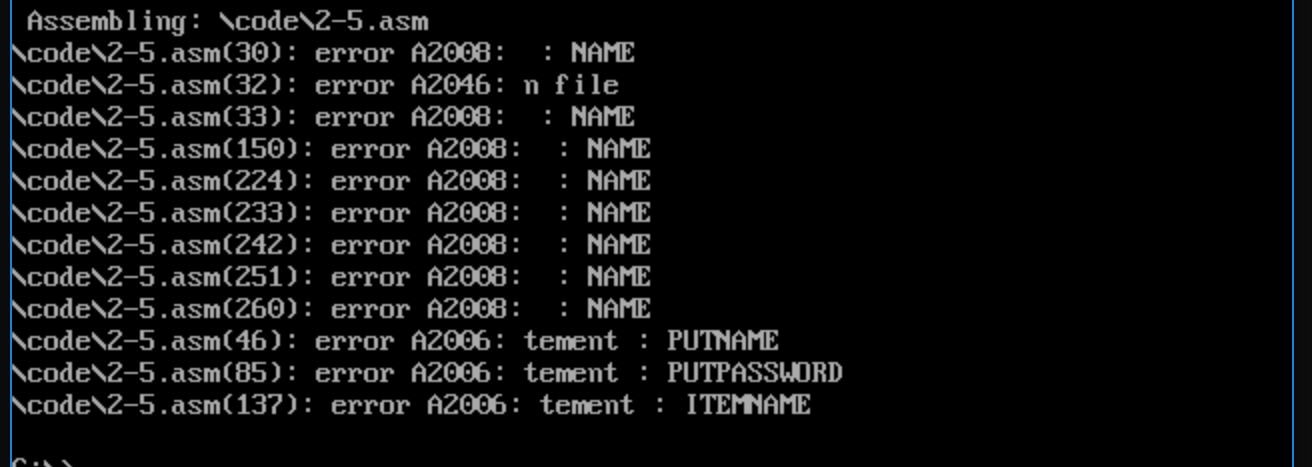 Assembling: \code\2-5.asm
\code\2-5.asm(30): error A2008:  : NAME
\code\2-5.asm(32): error A2046: n file
\code\2-5.asm(33): error A2008:  : NAME
\code\2-5.asm(150): error A2008:  : NAME
\code\2-5.asm(224): error A2008:  : NAME
\code\2-5.asm(233): error A2008:  : NAME
\code\2-5.asm(242): error A2008:  : NAME
\code\2-5.asm(251): error A2008:  : NAME
\code\2-5.asm(260): error A2008:  : NAME
\code\2-5.asm(46): error A2006: tement : PUTNAME
\code\2-5.asm(85): error A2006: tement : PUTPASSWORD
\code\2-5.asm(137): error A2006: tement : ITEMNAME